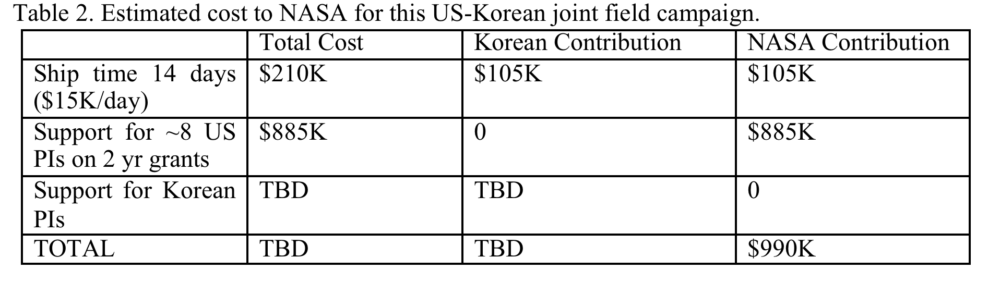 Table 2. Estimated cost to NASA for this US-Korean joint field campaign.
Total Cost Korean Contribution NASA Contribution
Ship time 14 days $210K $105K $105K
($15K/day)
Support for ~8 US $885K 0 $885K
PIs on 2 yr grants
Support for Korean TBD TBD 0
PIs
TOTAL TBD TBD $990K